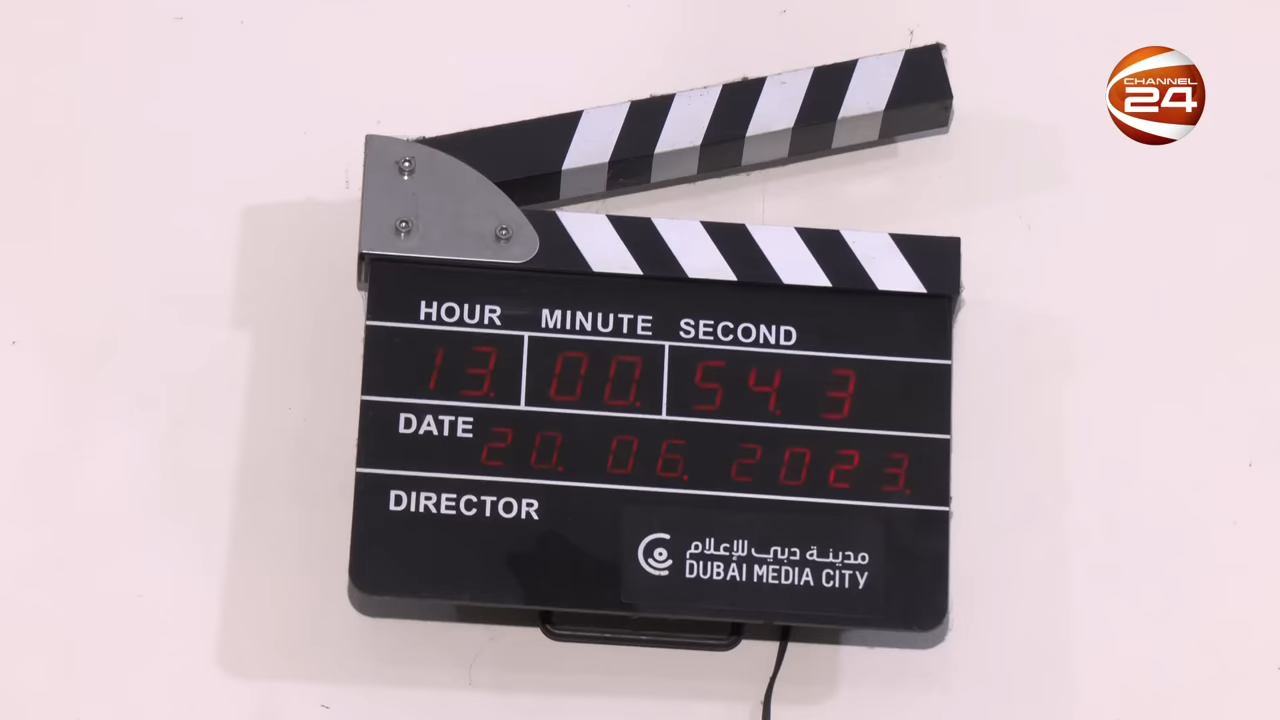 CHANNEL
24
HOUR MINUTE SECOND
13. 00. 54. 3
DATE 20. 06. 2023.
DIRECTOR
مدينة دبي للإعلام
DUBAI MEDIA CITY